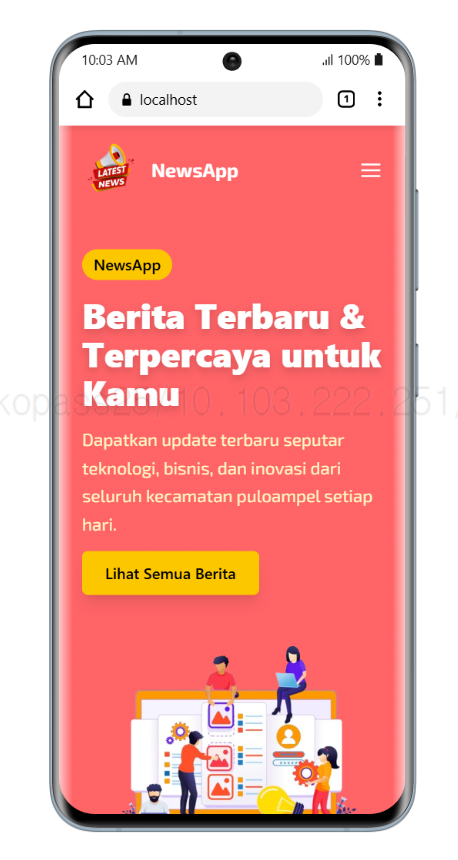 10:03 AM
100%
localhost
1
LATEST
NEWS
NewsApp
NewsApp
Berita Terbaru &
Terpercaya untuk
Kamu
10.103.222.251,
Dapatkan update terbaru seputar
teknologi, bisnis, dan inovasi dari
seluruh kecamatan puloampel setiap
hari.
Lihat Semua Berita